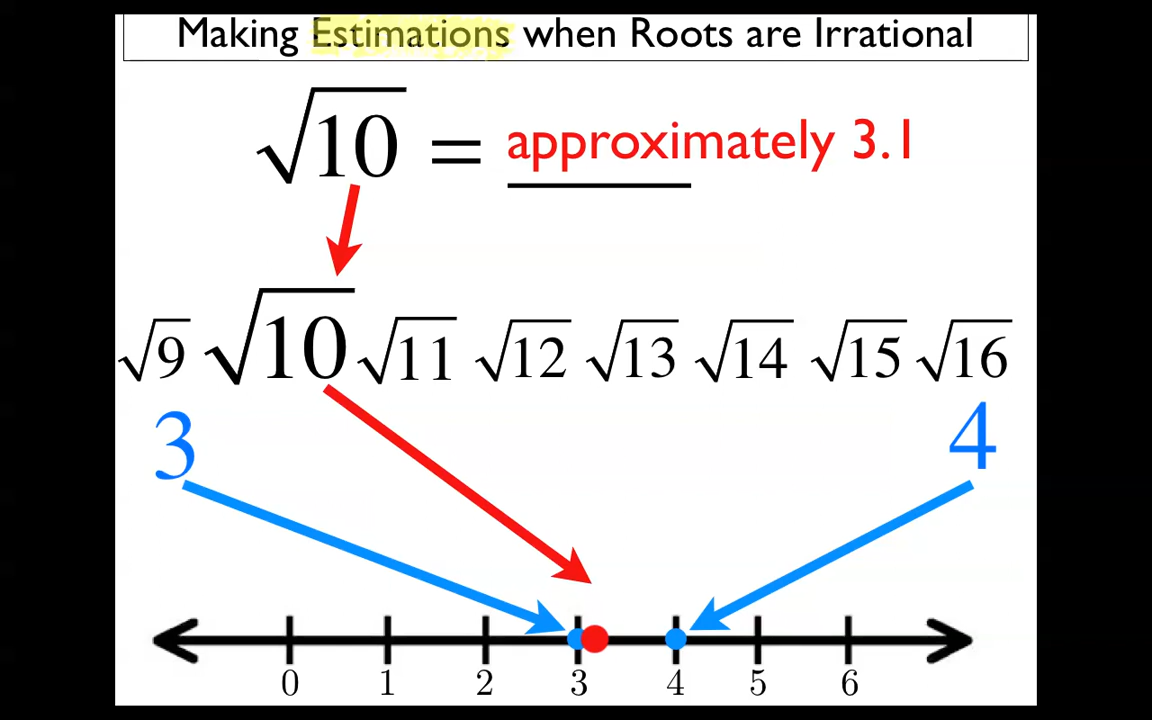 Making Estimations when Roots are Irrational
√10 = approximately 3.1
√9 √10 √11 √12 √13 √14 √15 √16
3 4
0 1 2 3 4 5 6